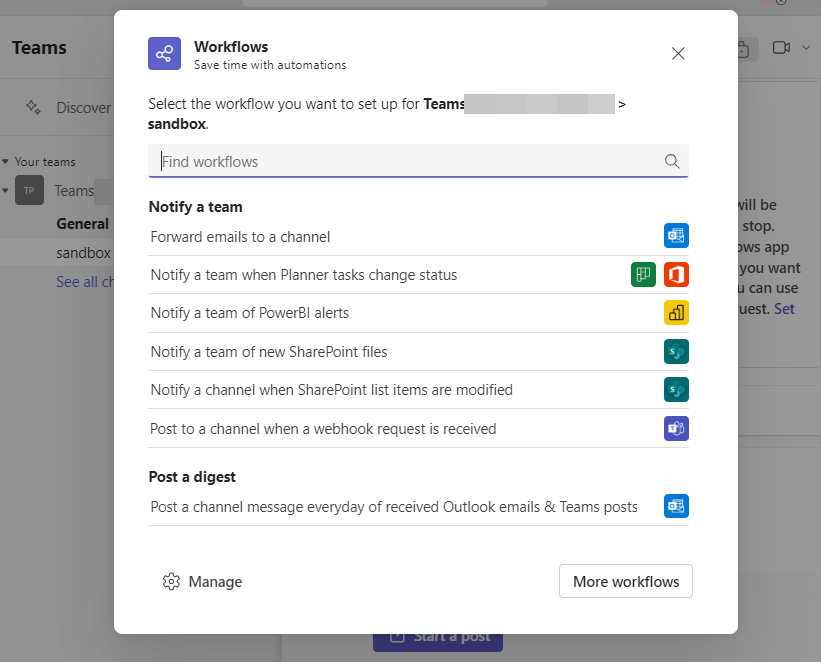 Teams
Discover
Your teams
TP
Teams
General
sandbox
See all ch
Workflows
Save time with automations
Select the workflow you want to set up for Teams >
sandbox.
Find workflows
Notify a team
Forward emails to a channel
Notify a team when Planner tasks change status
Notify a team of PowerBI alerts
Notify a team of new SharePoint files
Notify a channel when SharePoint list items are modified
Post to a channel when a webhook request is received
Post a digest
Post a channel message everyday of received Outlook emails & Teams posts
Manage
More workflows
will be
stop.
ows app
you want
u can use
uest. Set
Start a post